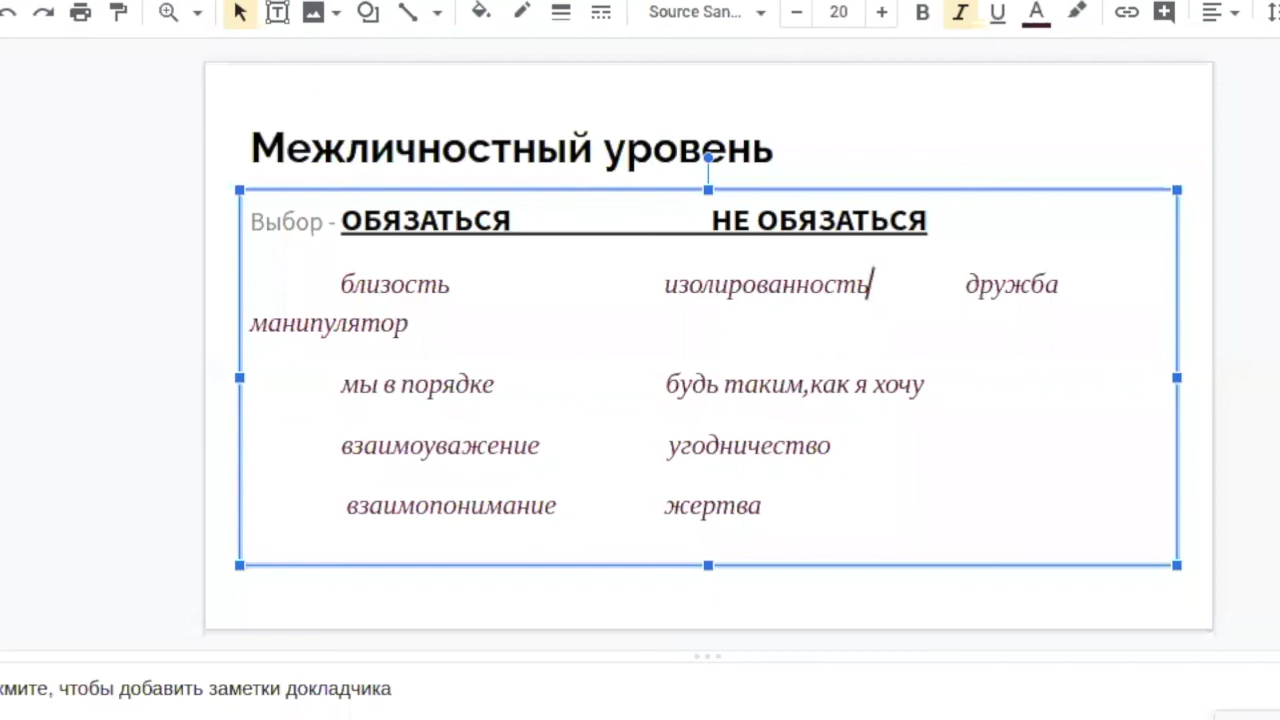 Source San...
20
B I U A
Межличностный уровень
Выбор - ОБЯЗАТЬСЯ НЕ ОБЯЗАТЬСЯ
близость изолированность дружба
манипулятор
мы в порядке будь таким,как я хочу
взаимоуважение угодничество
взаимопонимание жертва
жмите, чтобы добавить заметки докладчика